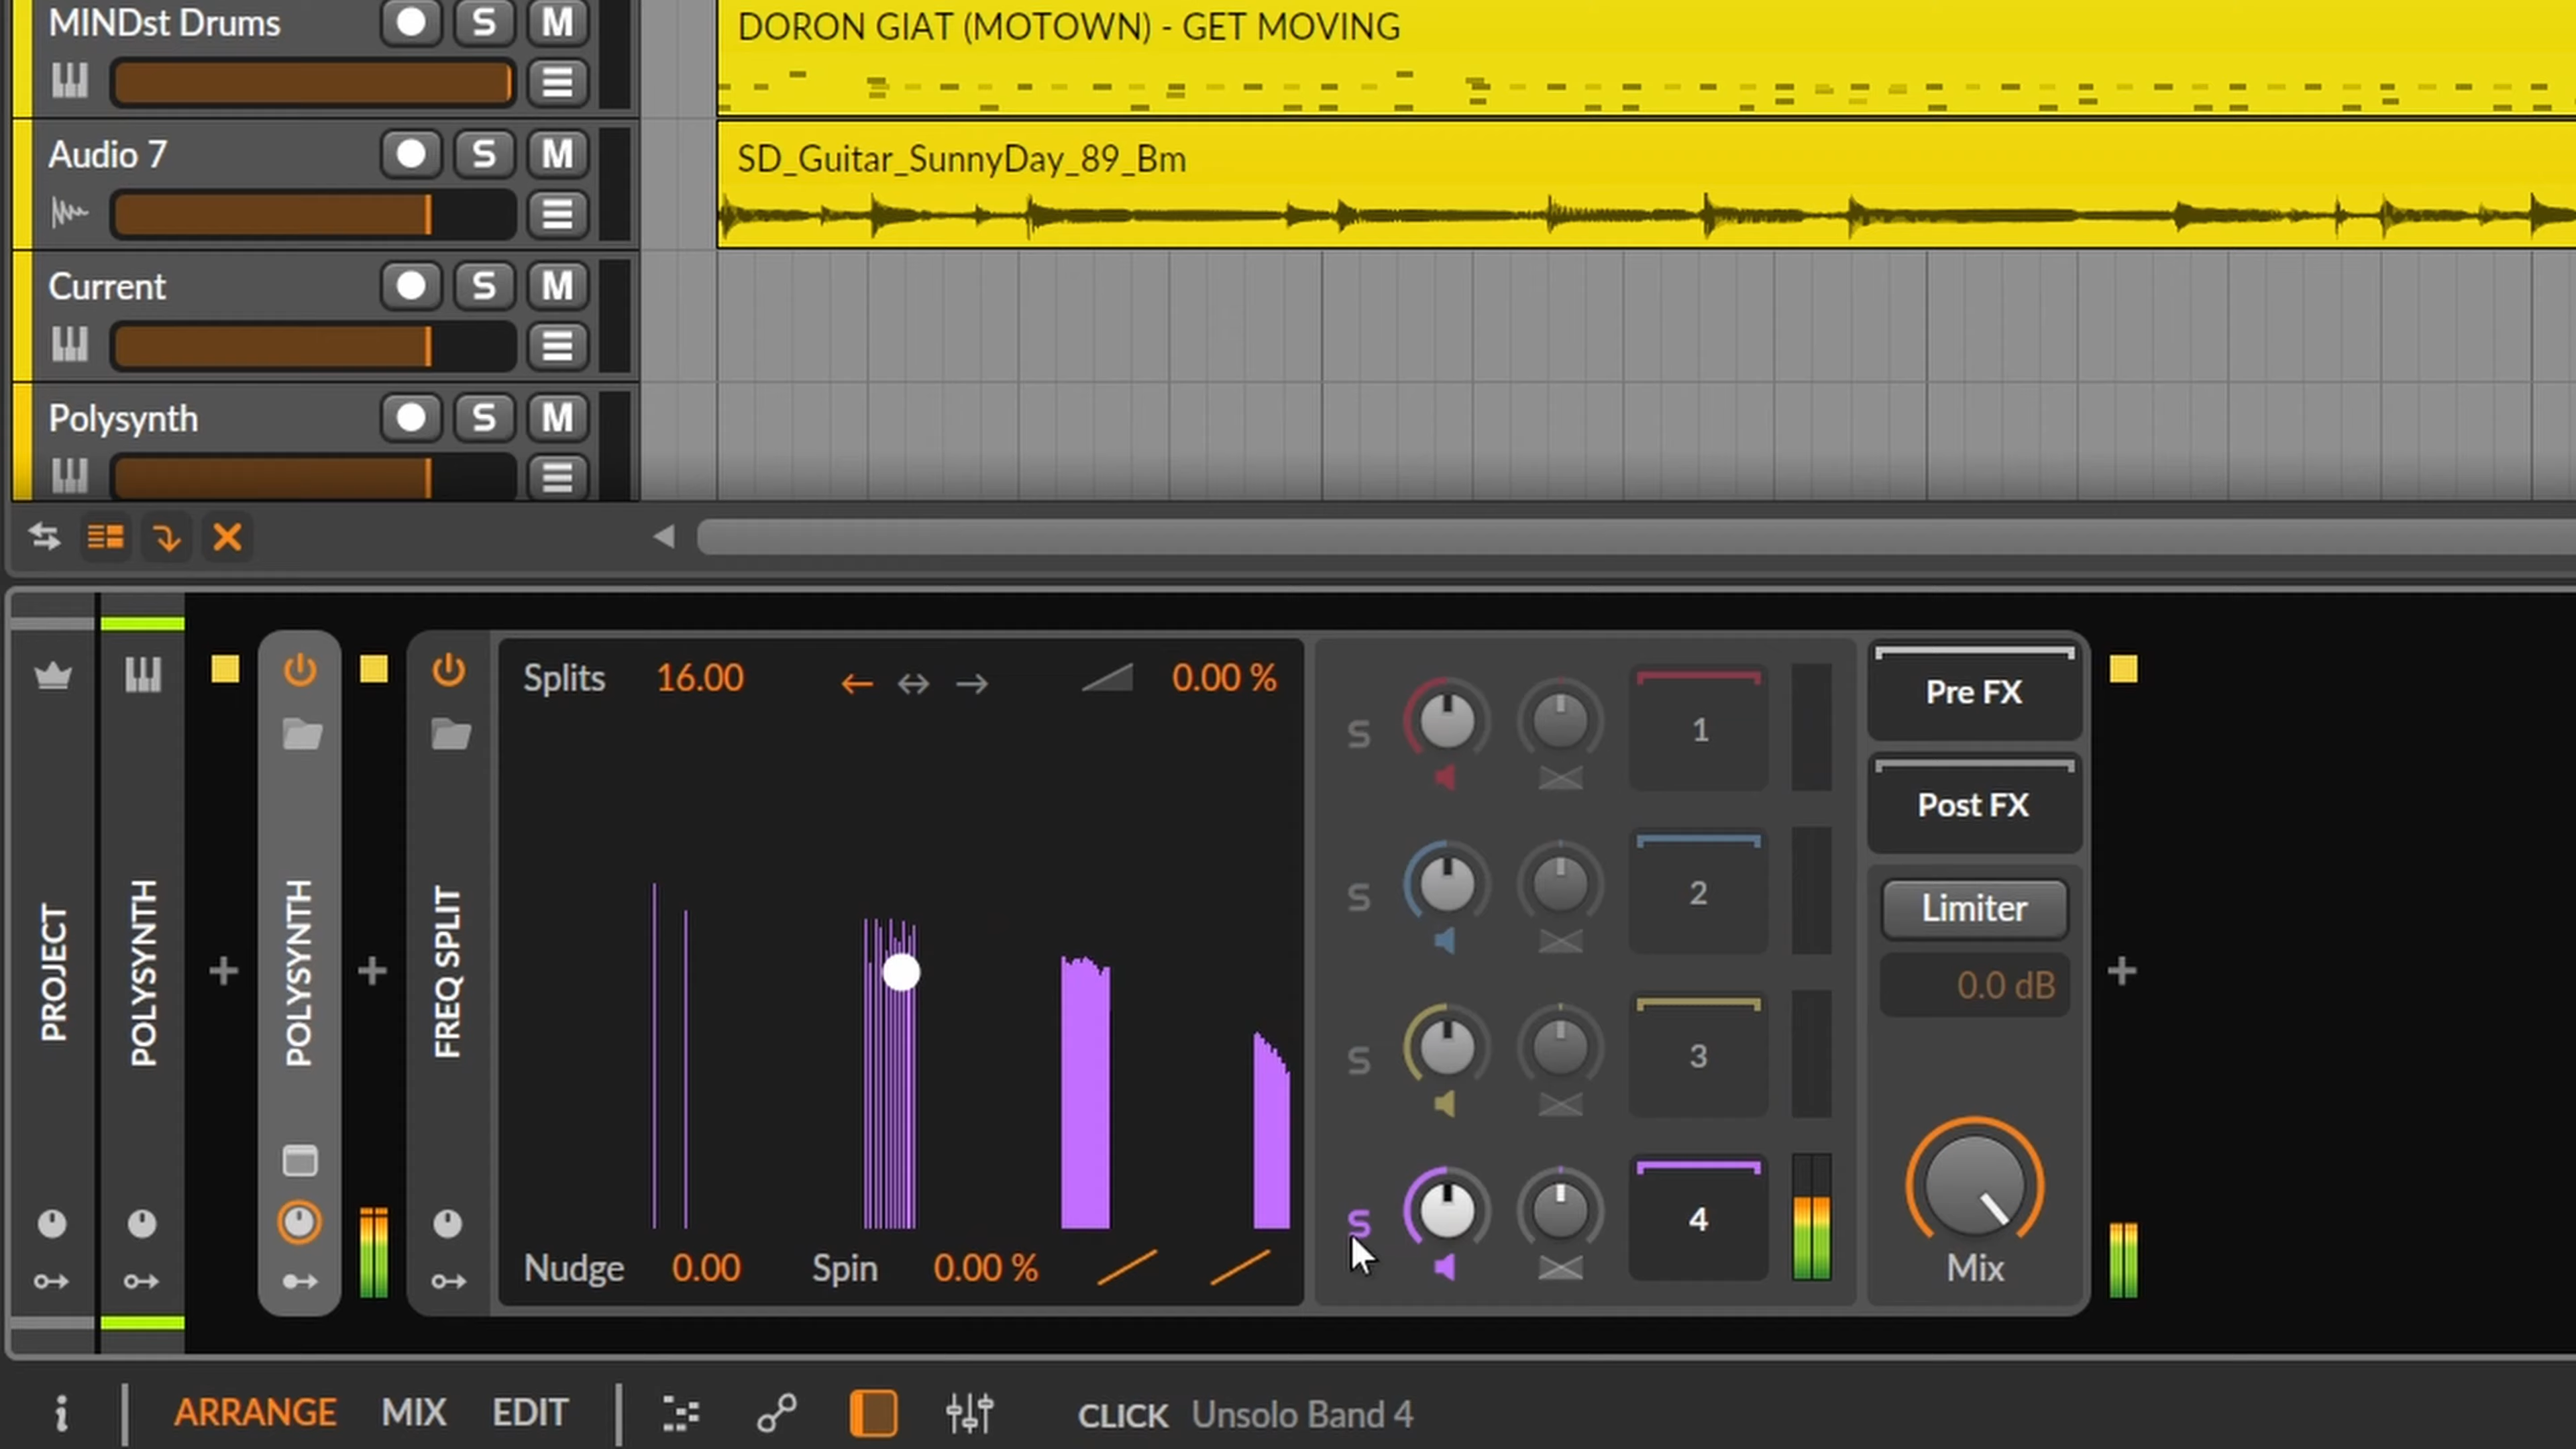 MINDst Drums
S M
DORON GIAT (MOTOWN) - GET MOVING
Audio 7
S M
SD_Guitar_SunnyDay_89_Bm
Current
S M
Polysynth
S M
PROJECT
POLYSYNTH
POLYSYNTH
FREQ SPLIT
Splits 16.00
0.00 %
Nudge 0.00 Spin 0.00 %
S 1
S 2
S 3
S 4
Pre FX
Post FX
Limiter
0.0 dB
Mix
ARRANGE MIX EDIT
CLICK Unsolo Band 4